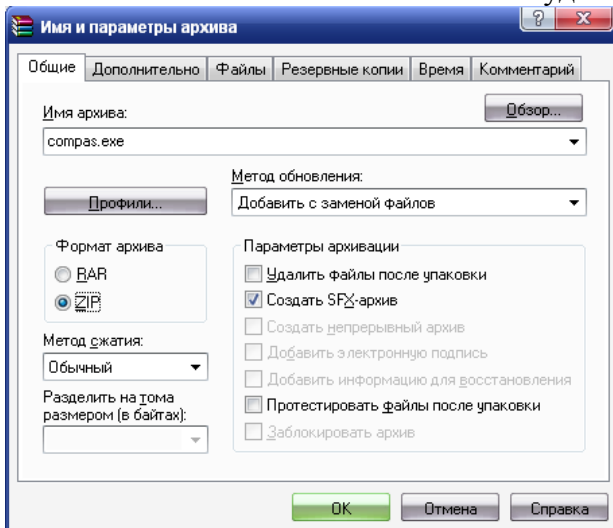 Имя и параметры архива
Общие Дополнительно Файлы Резервные копии Время Комментарий
Имя архива:
Обзор...
compas.exe
Метод обновления:
Профили...
Добавить с заменой файлов
Формат архива
RAR
ZIP
Метод сжатия:
Обычный
Разделить на тома
размером (в байтах):
Параметры архивации
Удалить файлы после упаковки
Создать SFX-архив
Создать непрерывный архив
Добавить электронную подпись
Добавить информацию для восстановления
Протестировать файлы после упаковки
Заблокировать архив
OK Отмена Справка